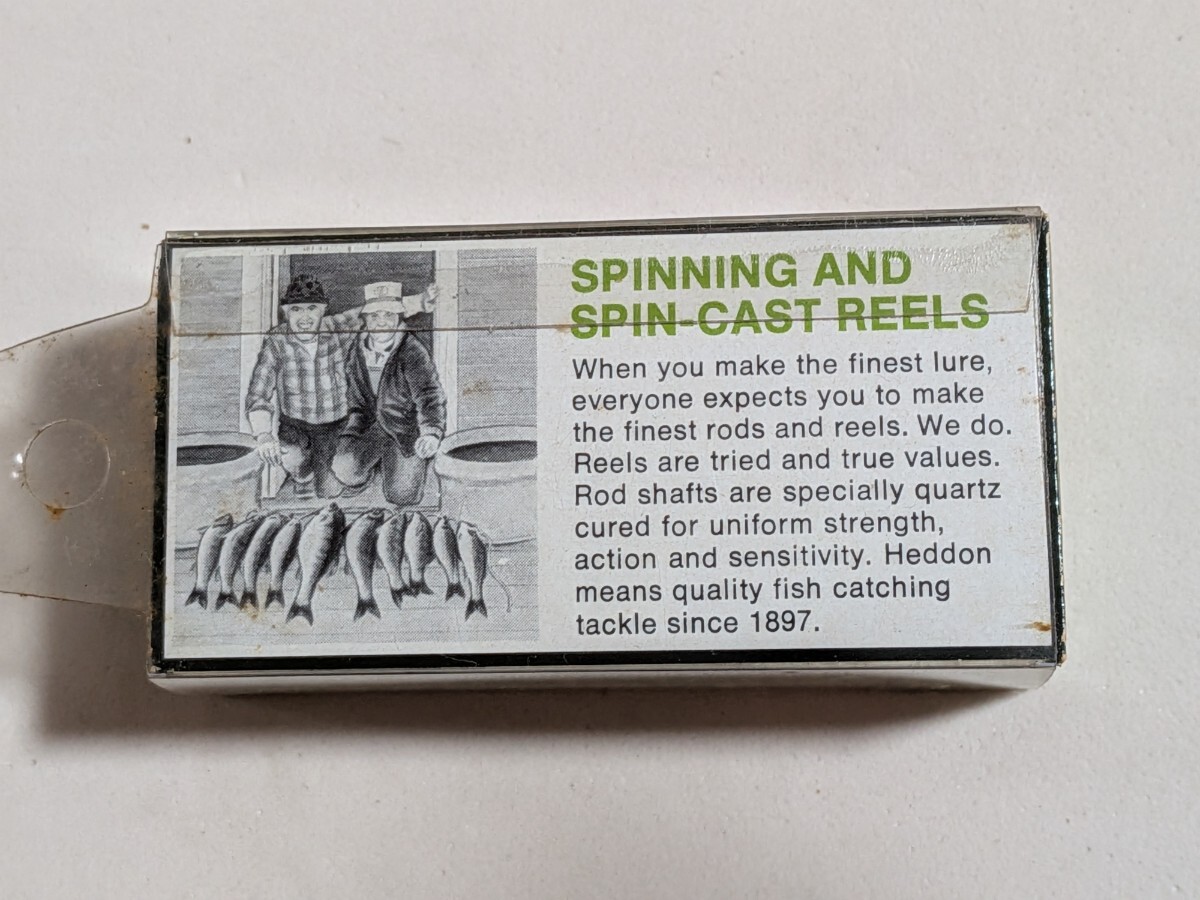 SPINNING AND
SPIN-CAST REELS
When you make the finest lure,
everyone expects you to make
the finest rods and reels. We do.
Reels are tried and true values.
Rod shafts are specially quartz
cured for uniform strength,
action and sensitivity. Heddon
means quality fish catching
tackle since 1897.